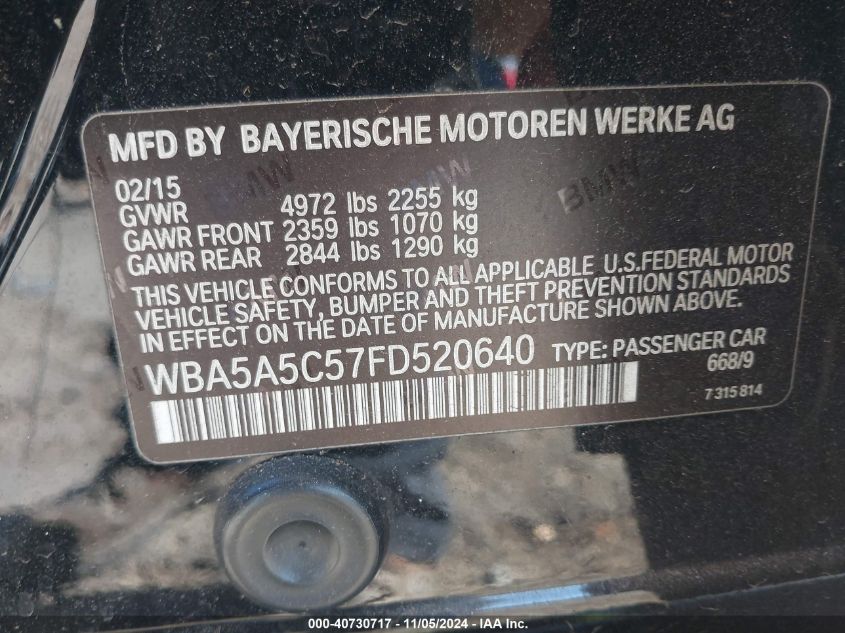 MFD BY BAYERISCHE MOTOREN WERKE AG
02/15
GVWR 4972 lbs 2255 kg
GAWR FRONT 2359 lbs 1070 kg
GAWR REAR 2844 lbs 1290 kg
THIS VEHICLE CONFORMS TO ALL APPLICABLE U.S.FEDERAL MOTOR
VEHICLE SAFETY, BUMPER AND THEFT PREVENTION STANDARDS
IN EFFECT ON THE DATE OF MANUFACTURE SHOWN ABOVE.
WBA5A5C57FD520640 TYPE: PASSENGER CAR
668/9
7 315 814
000-40730717 - 11/05/2024 - IAA Inc.